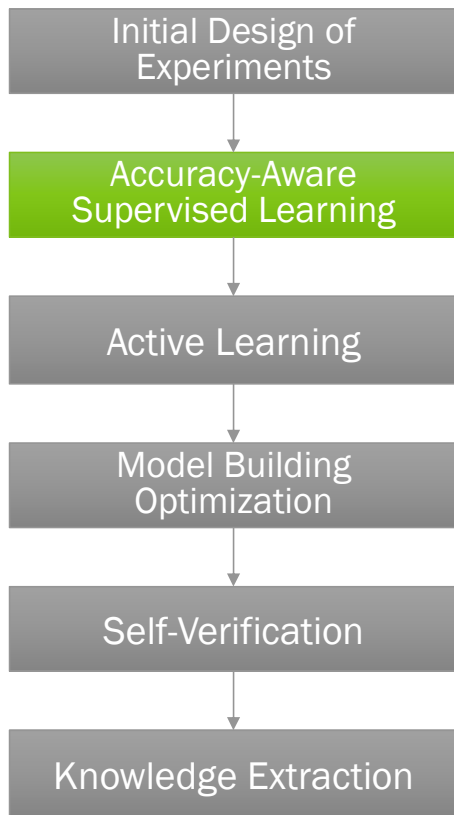 Initial Design of
Experiments
Accuracy-Aware
Supervised Learning
Active Learning
Model Building
Optimization
Self-Verification
Knowledge Extraction